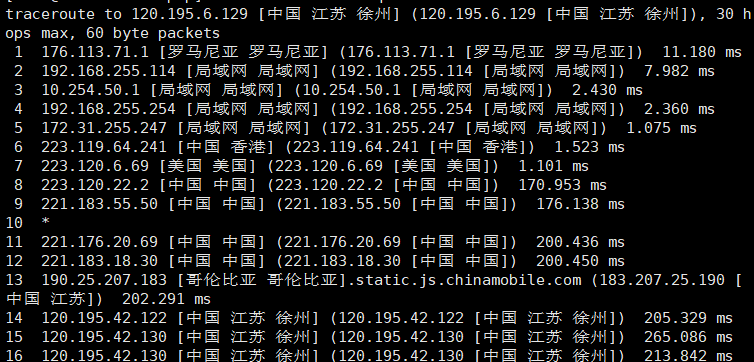 traceroute to 120.195.6.129 [中国 江苏 徐州] (120.195.6.129 [中国 江苏 徐州]), 30 h
ops max, 60 byte packets
1 176.113.71.1 [罗马尼亚 罗马尼亚] (176.113.71.1 [罗马尼亚 罗马尼亚]) 11.180 ms
2 192.168.255.114 [局域网 局域网] (192.168.255.114 [局域网 局域网]) 7.982 ms
3 10.254.50.1 [局域网 局域网] (10.254.50.1 [局域网 局域网]) 2.430 ms
4 192.168.255.254 [局域网 局域网] (192.168.255.254 [局域网 局域网]) 2.360 ms
5 172.31.255.247 [局域网 局域网] (172.31.255.247 [局域网 局域网]) 1.075 ms
6 223.119.64.241 [中国 香港] (223.119.64.241 [中国 香港]) 1.523 ms
7 223.120.6.69 [美国 美国] (223.120.6.69 [美国 美国]) 1.101 ms
8 223.120.22.2 [中国 中国] (223.120.22.2 [中国 中国]) 170.953 ms
9 221.183.55.50 [中国 中国] (221.183.55.50 [中国 中国]) 176.138 ms
10 *
11 221.176.20.69 [中国 中国] (221.176.20.69 [中国 中国]) 200.436 ms
12 221.183.18.30 [中国 中国] (221.183.18.30 [中国 中国]) 200.450 ms
13 190.25.207.183 [哥伦比亚 哥伦比亚].static.js.chinamobile.com (183.207.25.190 [
中国 江苏]) 202.291 ms
14 120.195.42.122 [中国 江苏 徐州] (120.195.42.122 [中国 江苏 徐州]) 205.329 ms
15 120.195.42.130 [中国 江苏 徐州] (120.195.42.130 [中国 江苏 徐州]) 265.086 ms
16 120.195.42.130 [中国 江苏 徐州] (120.195.42.130 [中国 江苏 徐州]) 213.842 ms